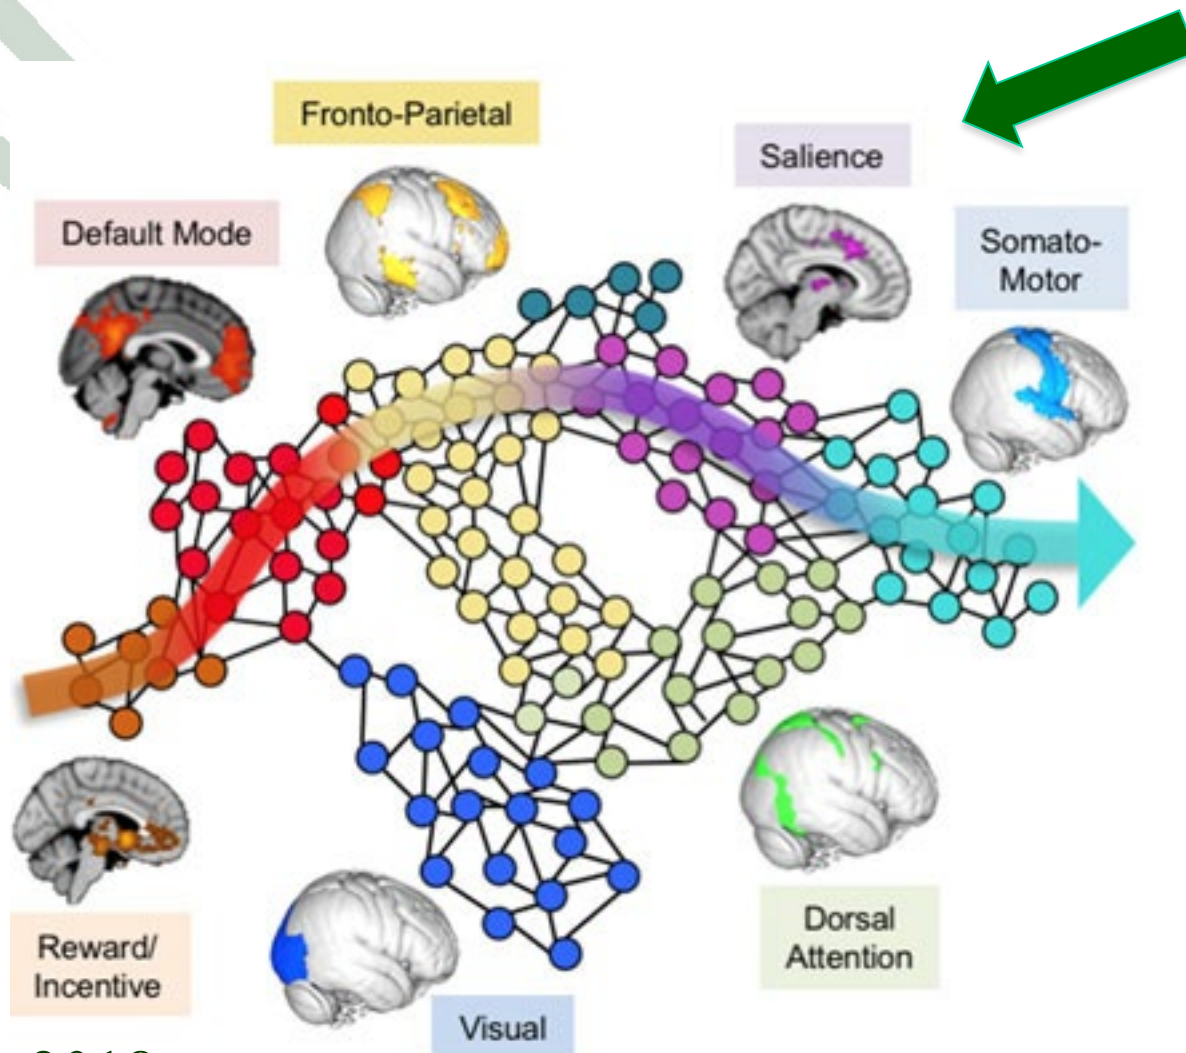 Fronto-Parietal
Salience
Default Mode
Somato-
Motor
Dorsal
Attention
Reward/
Incentive
Visual